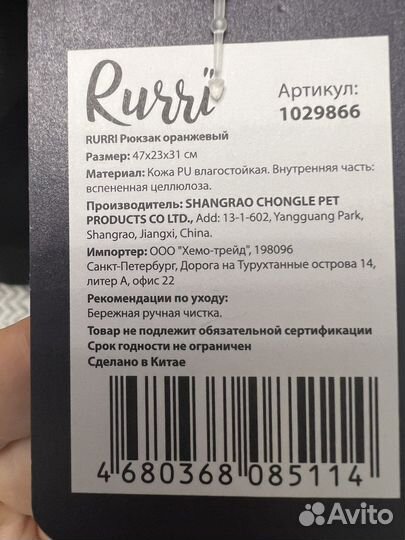 Rurri
Артикул:
1029866
RURRI Рюкзак оранжевый
Размер: 47х23х31 см
Материал: Кожа PU влагостойкая. Внутренняя часть:
вспененная целлюлоза.
Производитель: SHANGRAO CHONGLE PET
PRODUCTS CO LTD., Add: 13-1-602, Yangguang Park,
Shangrao, Jiangxi, China.
Импортер: ООО "Хемо-трейд", 198096
Санкт-Петербург, Дорога на Турухтанные острова 14,
литер А, офис 22
Рекомендации по уходу:
Бережная ручная чистка.
Товар не подлежит обязательной сертификации
Срок годности не ограничен
Сделано в Китае
4 680368 085114
Avito